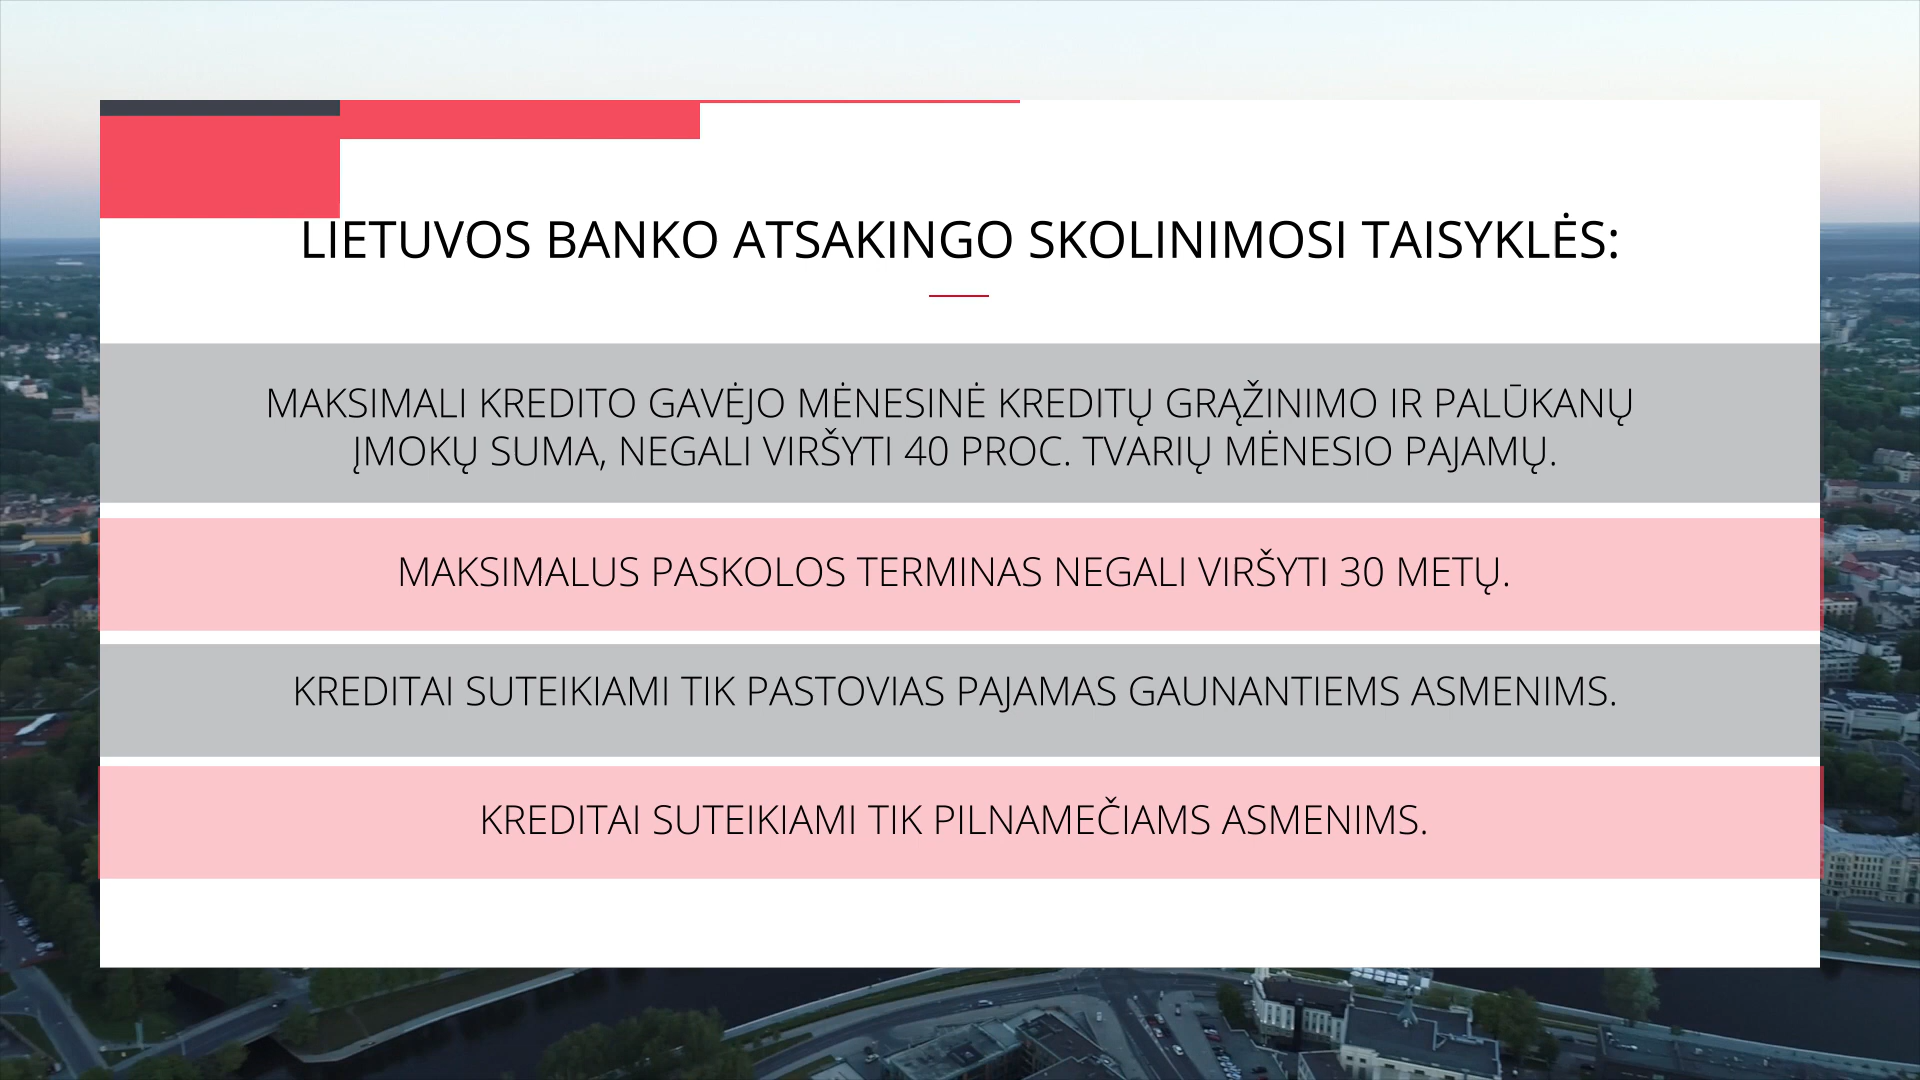 LIETUVOS BANKO ATSAKINGO SKOLINIMOSI TAISYKLĖS:
MAKSIMALI KREDITO GAVĖJO MĖNESINĖ KREDITŲ GRĄŽINIMO IR PALŪKANŲ
ĮMOKŲ SUMA, NEGALI VIRŠYTI 40 PROC. TVARIŲ MĖNESIO PAJAMŲ.
MAKSIMALUS PASKOLOS TERMINAS NEGALI VIRŠYTI 30 METŲ.
KREDITAI SUTEIKIAMI TIK PASTOVIAS PAJAMAS GAUNANTIEMS ASMENIMS.
KREDITAI SUTEIKIAMI TIK PILNAMEČIAMS ASMENIMS.